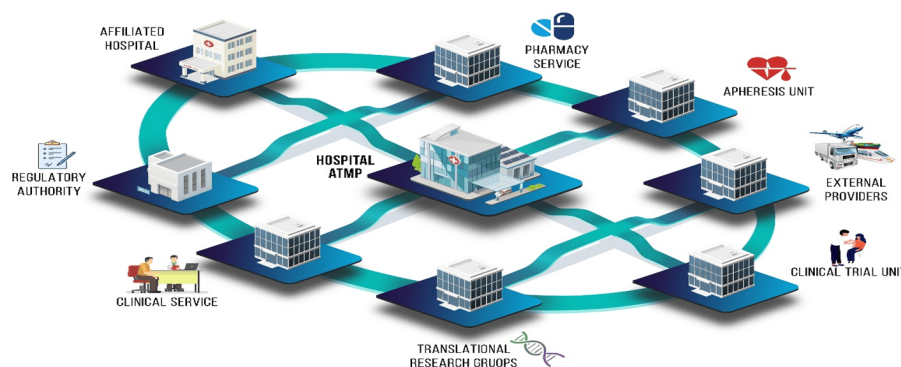 AFFILIATED
HOSPITAL
PHARMACY
SERVICE
APHERESIS UNIT
REGULATORY
AUTHORITY
HOSPITAL
ATMP
EXTERNAL
PROVIDERS
CLINICAL SERVICE
CLINICAL TRIAL UNI
TRANSLATIONAL
RESEARCH GRUOPS